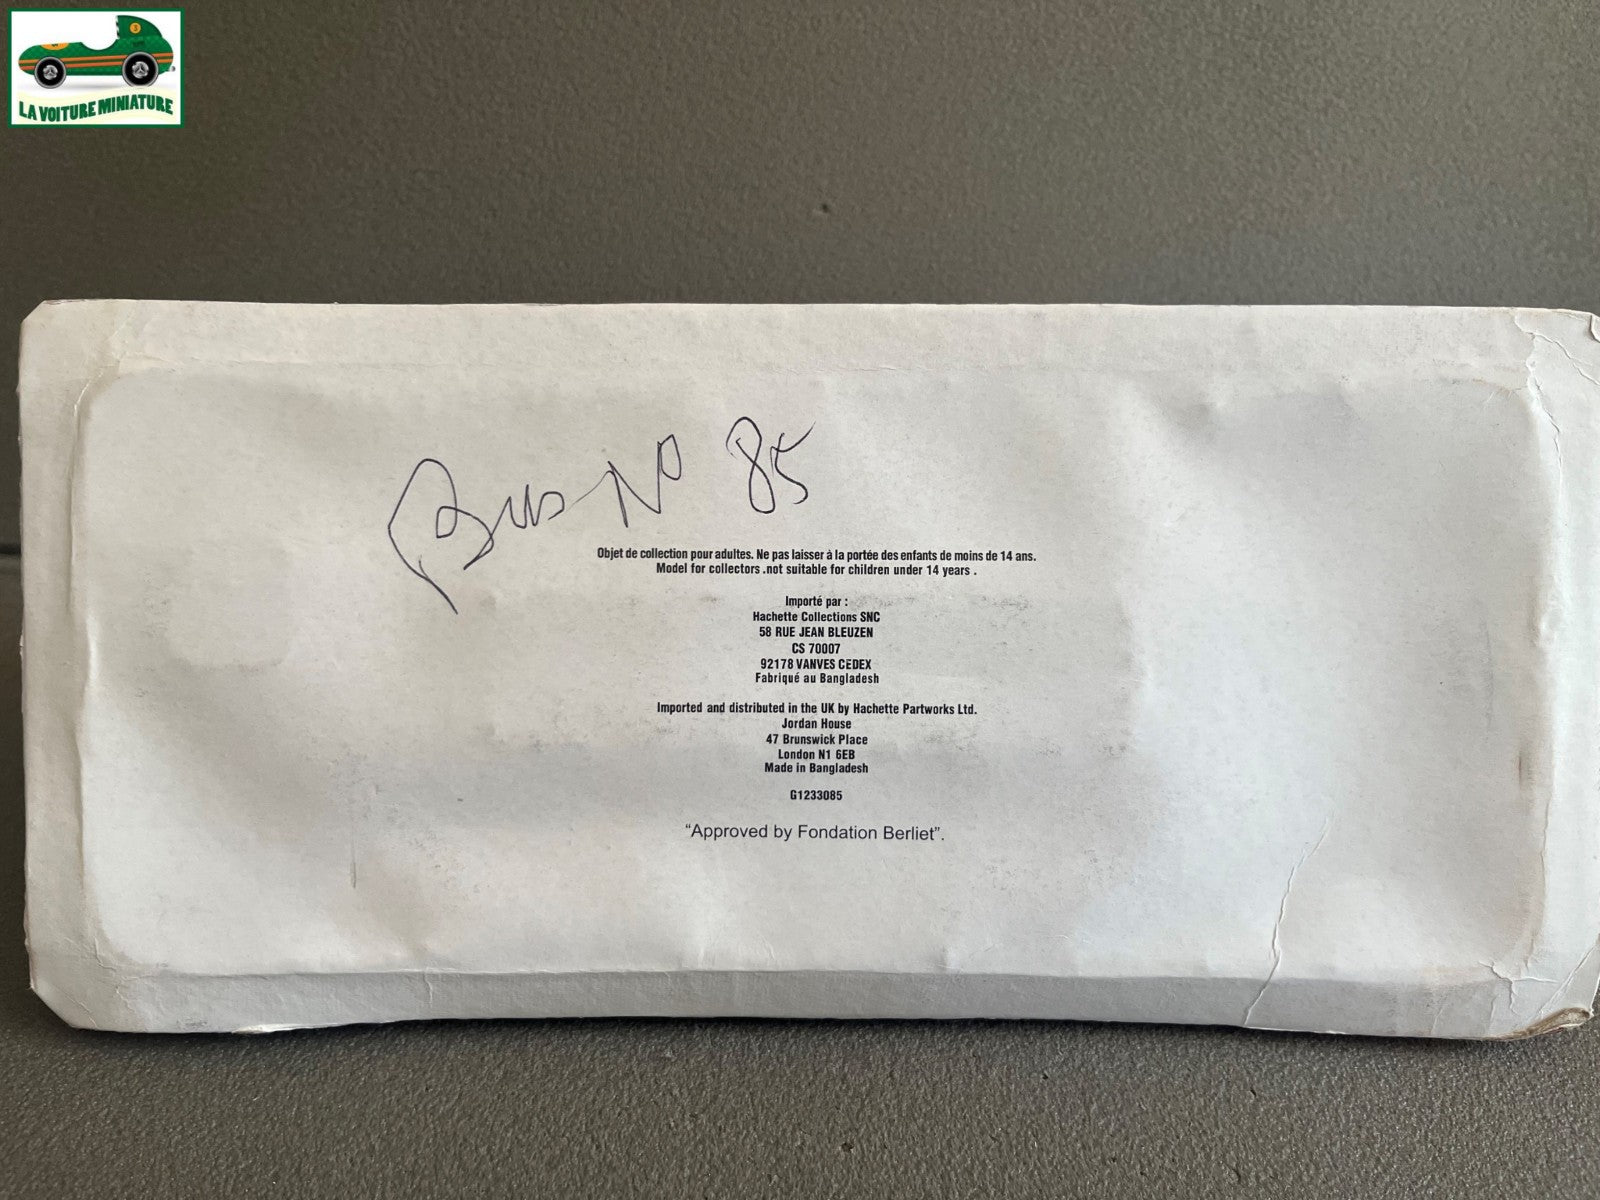 LA VOITURE MINIATURE
Bus No 85
Objet de collection pour adultes. Ne pas laisser à la portée des enfants de moins de 14 ans.
Model for collectors .not suitable for children under 14 years .
Importé par :
Hachette Collections SNC
58 RUE JEAN BLEUZEN
CS 70007
92178 VANVES CEDEX
Fabriqué au Bangladesh
Imported and distributed in the UK by Hachette Partworks Ltd.
Jordan House
47 Brunswick Place
London N1 6EB
Made in Bangladesh
G1233085
“Approved by Fondation Berliet”.